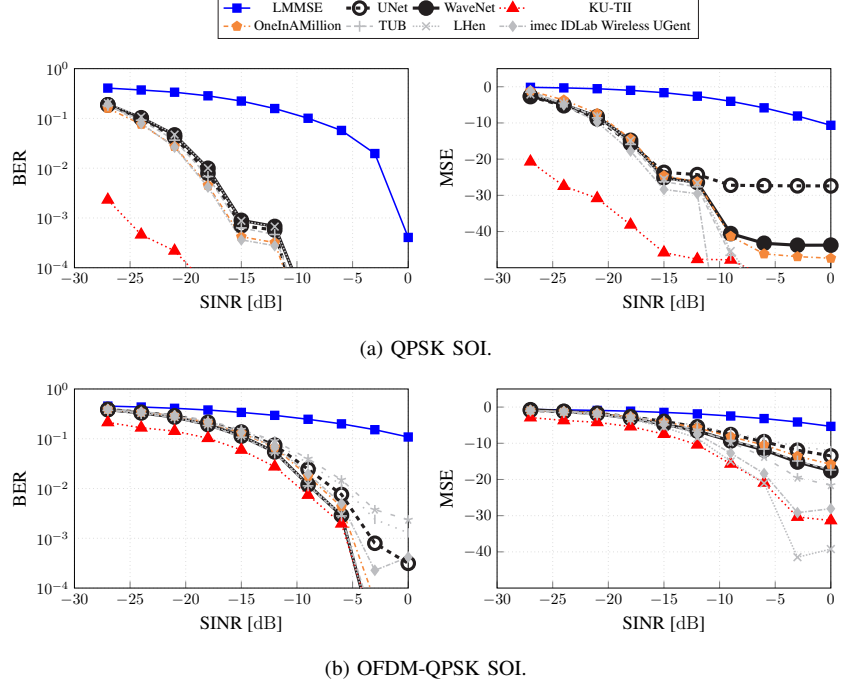 LMMSE UNet WaveNet KU-TII
OneInAMillion TUB LHen imec IDLab Wireless UGent
10^0
10^-1
10^-2
10^-3
10^-4
BER
−30 −25 −20 −15 −10 −5 0
SINR [dB]
0
−10
−20
−30
−40
MSE
−30 −25 −20 −15 −10 −5 0
SINR [dB]
(a) QPSK SOI.
10^0
10^-1
10^-2
10^-3
10^-4
BER
−30 −25 −20 −15 −10 −5 0
SINR [dB]
0
−10
−20
−30
−40
MSE
−30 −25 −20 −15 −10 −5 0
SINR [dB]
(b) OFDM-QPSK SOI.